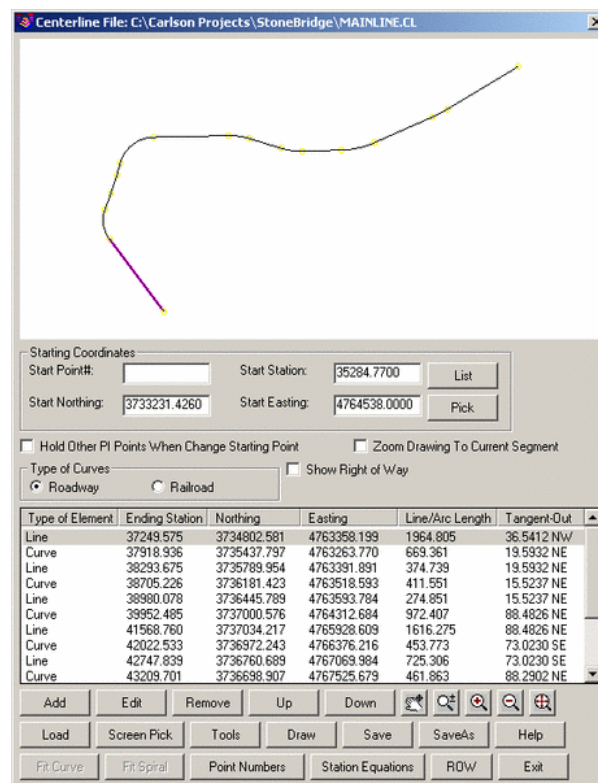 Centerline File: C:\Carlson Projects\StoneBridge\MAINLINE.CL
Starting Coordinates
Start Point#: Start Station: 35284.7700 List
Start Northing: 3733231.4260 Start Easting: 4764538.0000 Pick
Hold Other PI Points When Change Starting Point Zoom Drawing To Current Segment
Type of Curves Show Right of Way
Roadway Railroad
Type of Element Ending Station Northing Easting Line/Arc Length Tangent-Out
Line 37249.575 3734802.581 4763358.199 1964.805 36.5412 NW
Curve 37918.936 3735437.797 4763263.770 669.361 19.5932 NE
Line 38293.675 3735789.954 4763391.891 374.739 19.5932 NE
Curve 38705.226 3736181.423 4763518.593 411.551 15.5237 NE
Line 38980.078 3736445.789 4763593.784 274.851 15.5237 NE
Curve 39952.485 3737000.576 4764312.684 972.407 88.4826 NE
Line 41568.760 3737034.217 4765928.609 1616.275 88.4826 NE
Curve 42022.533 3736972.243 4766376.216 453.773 73.0230 SE
Line 42747.839 3736760.689 4767069.984 725.306 73.0230 SE
Curve 43209.701 3736698.907 4767525.679 461.863 88.2902 NE
Add Edit Remove Up Down
Load Screen Pick Tools Draw Save SaveAs Help
Fit Curve Fit Spiral Point Numbers Station Equations ROW Exit